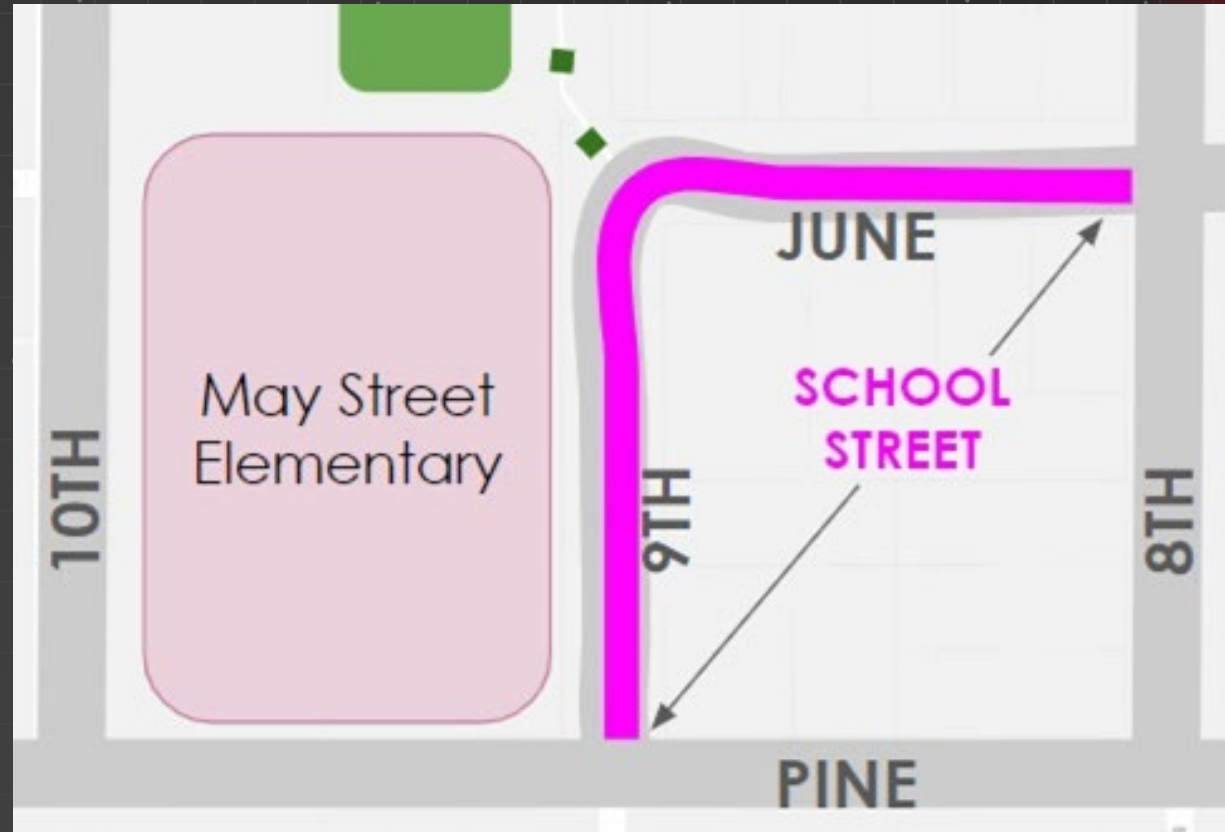 JUNE
May Street
Elementary
SCHOOL
STREET
10TH
9TH
8TH
PINE